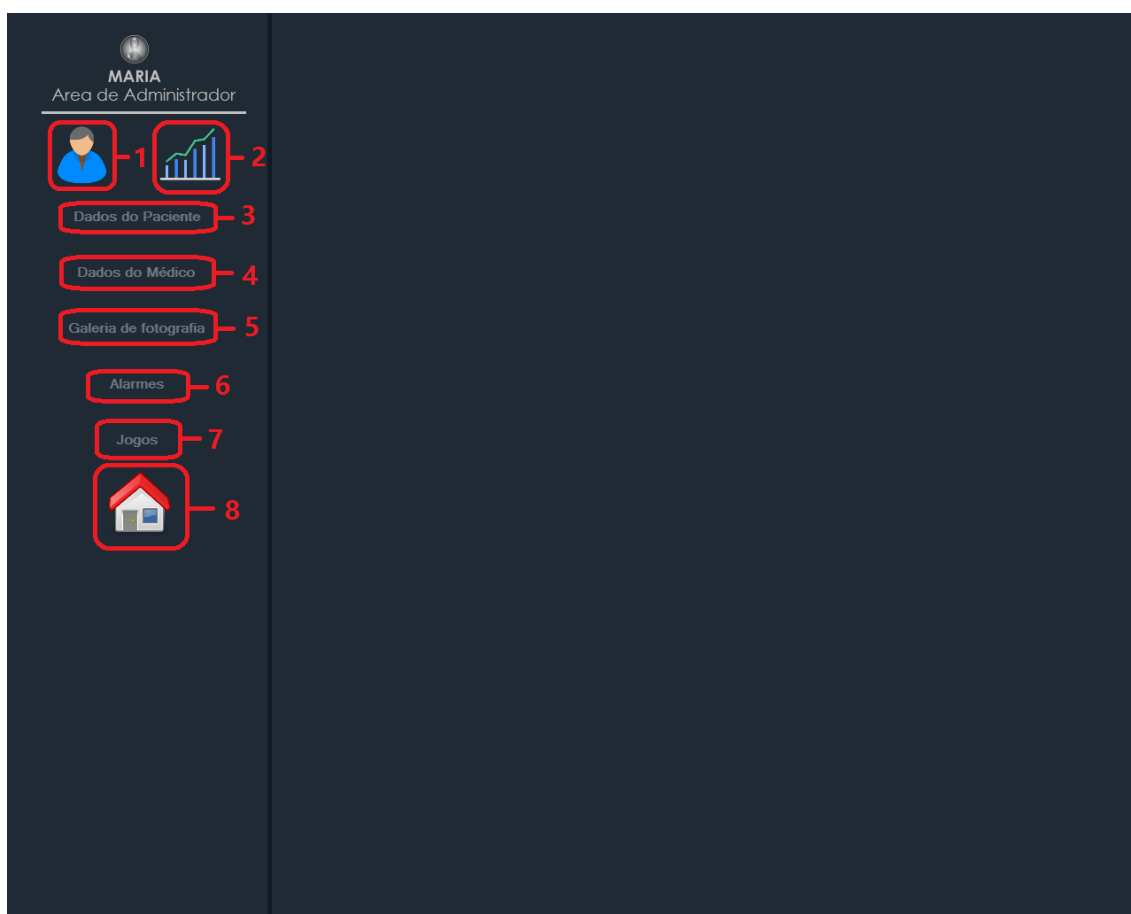 MARIA
Area de Administrador
1 2
Dados do Paciente 3
Dados do Médico 4
Galeria de fotografia 5
Alarmes 6
Jogos 7
8